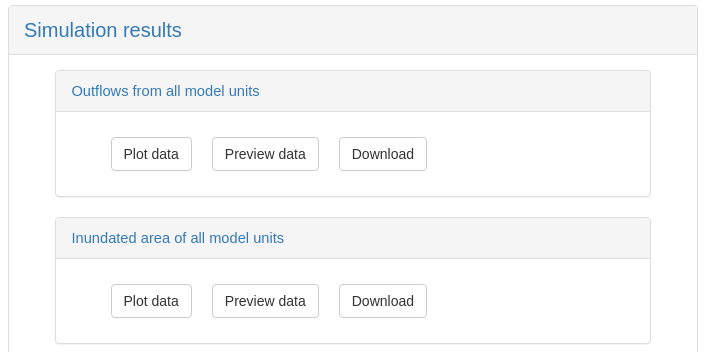 Simulation results
Outflows from all model units
Plot data Preview data Download
Inundated area of all model units
Plot data Preview data Download